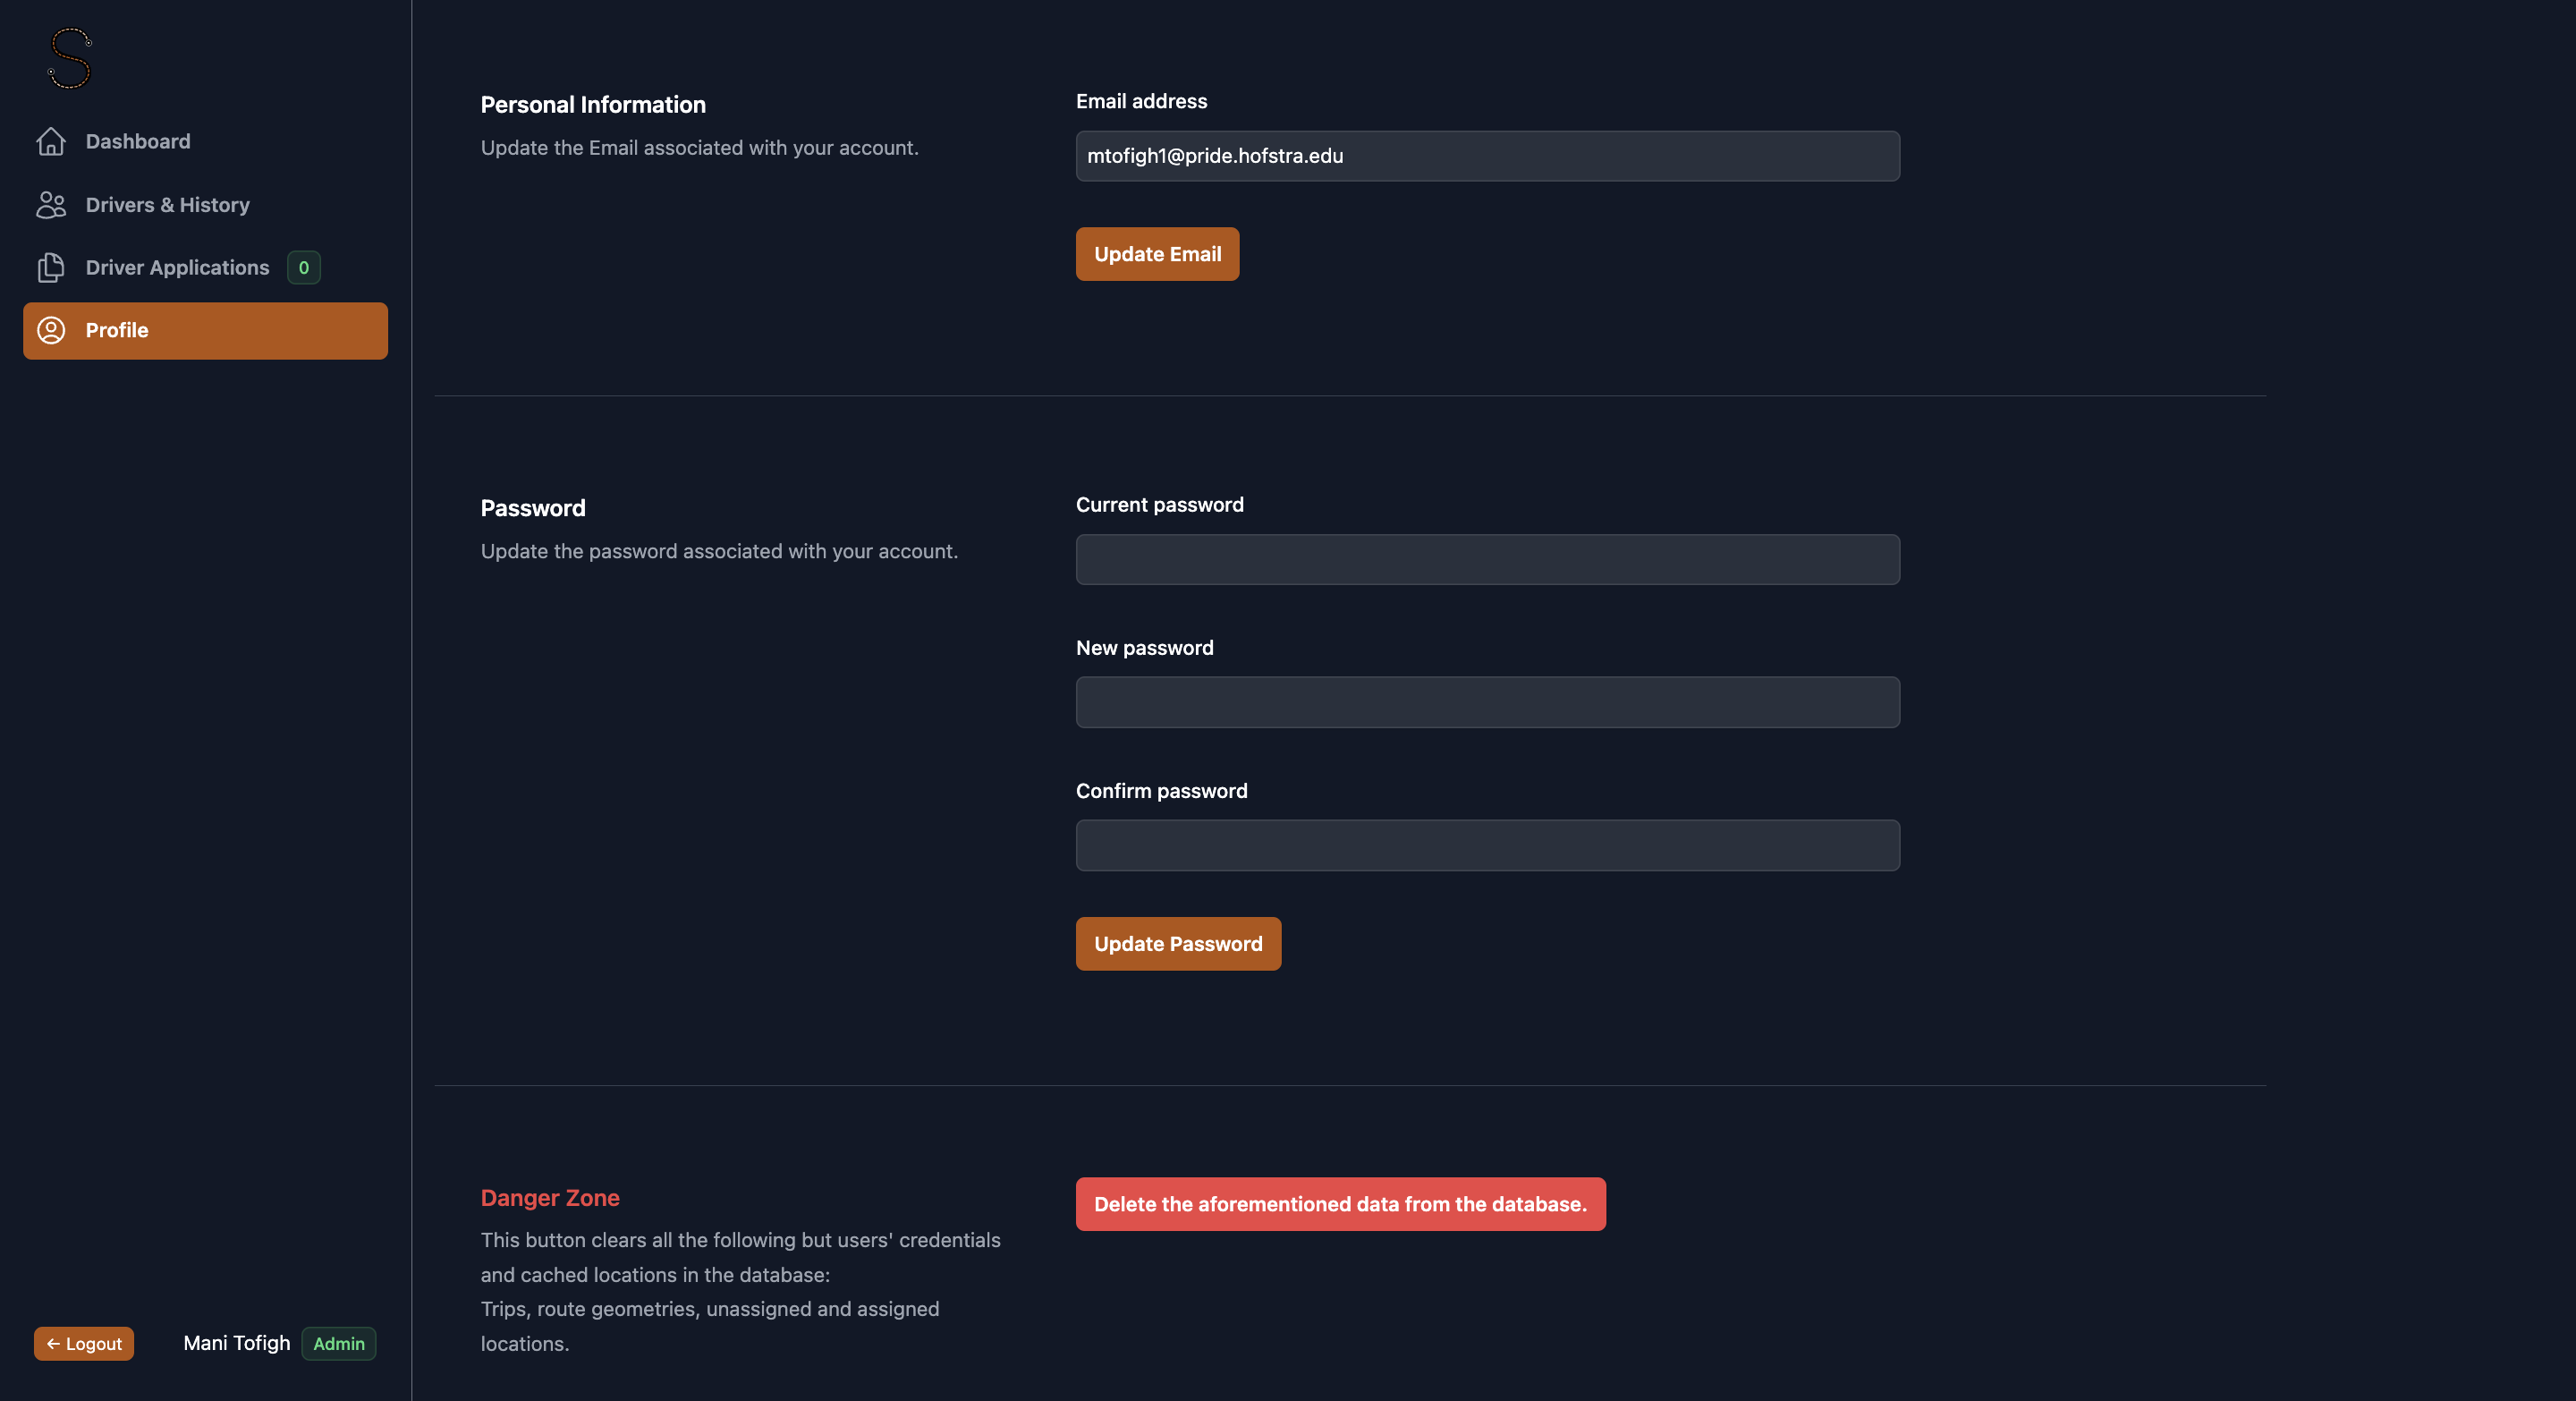 S
Dashboard
Drivers & History
Driver Applications 0
Profile
← Logout
Mani Tofigh Admin
Personal Information
Update the Email associated with your account.
Email address
mtofigh1@pride.hofstra.edu
Update Email
Password
Update the password associated with your account.
Current password
New password
Confirm password
Update Password
Danger Zone
This button clears all the following but users' credentials
and cached locations in the database:
Trips, route geometries, unassigned and assigned
locations.
Delete the aforementioned data from the database.